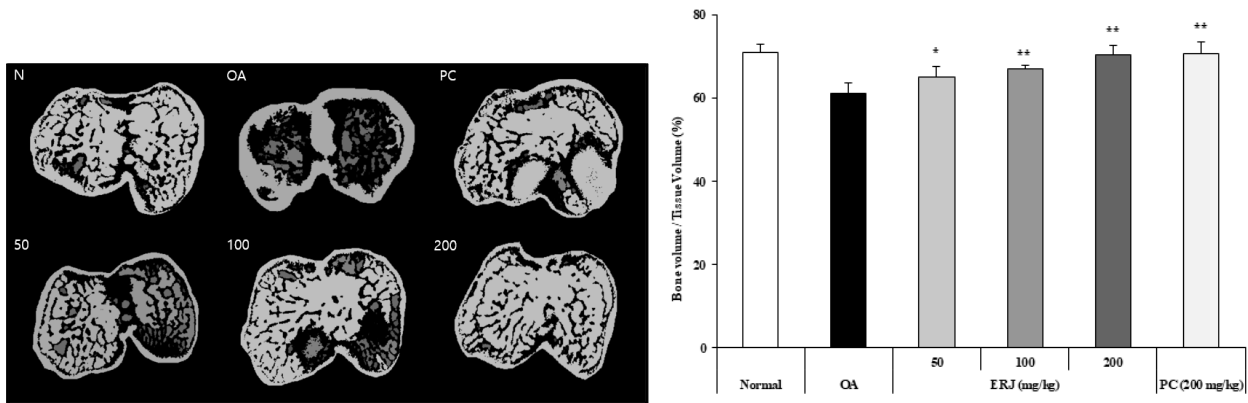 N
OA
PC
50
100
200
Bone volume / Tissue Volume (%)
80
60
40
20
0
*
**
**
**
50
100
200
Normal
OA
ERJ (mg/kg)
PC (200 mg/kg)